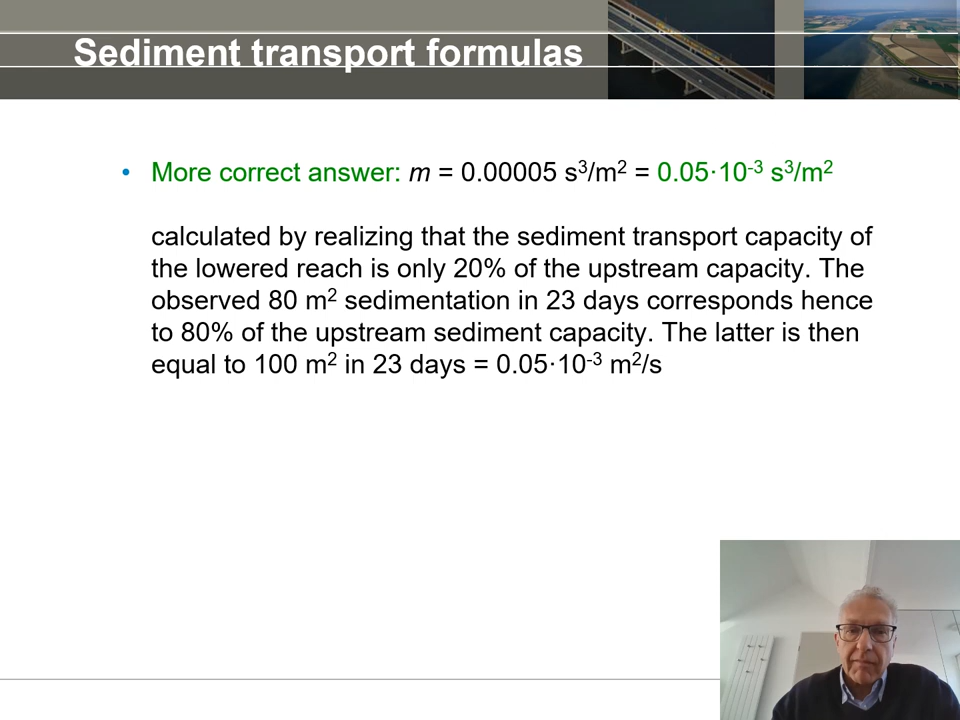 Sediment transport formulas
• More correct answer: m = 0.00005 s³/m² = 0.05·10⁻³ s³/m²
calculated by realizing that the sediment transport capacity of
the lowered reach is only 20% of the upstream capacity. The
observed 80 m² sedimentation in 23 days corresponds hence
to 80% of the upstream sediment capacity. The latter is then
equal to 100 m² in 23 days = 0.05·10⁻³ m²/s